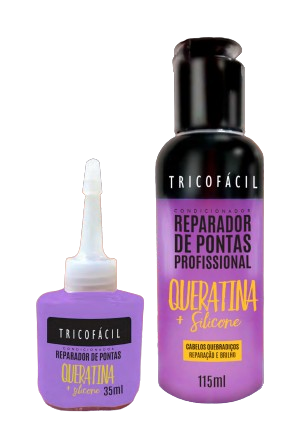 TRICOFÁCIL
CONDICIONADOR
REPARADOR DE PONTAS
QUERATINA
+ Silicone
35ml
TRICOFÁCIL
CONDICIONADOR
REPARADOR
DE PONTAS
PROFISSIONAL
QUERATINA
+ Silicone
CABELOS QUEBRADIÇOS
REPARAÇÃO E BRILHO
115ml